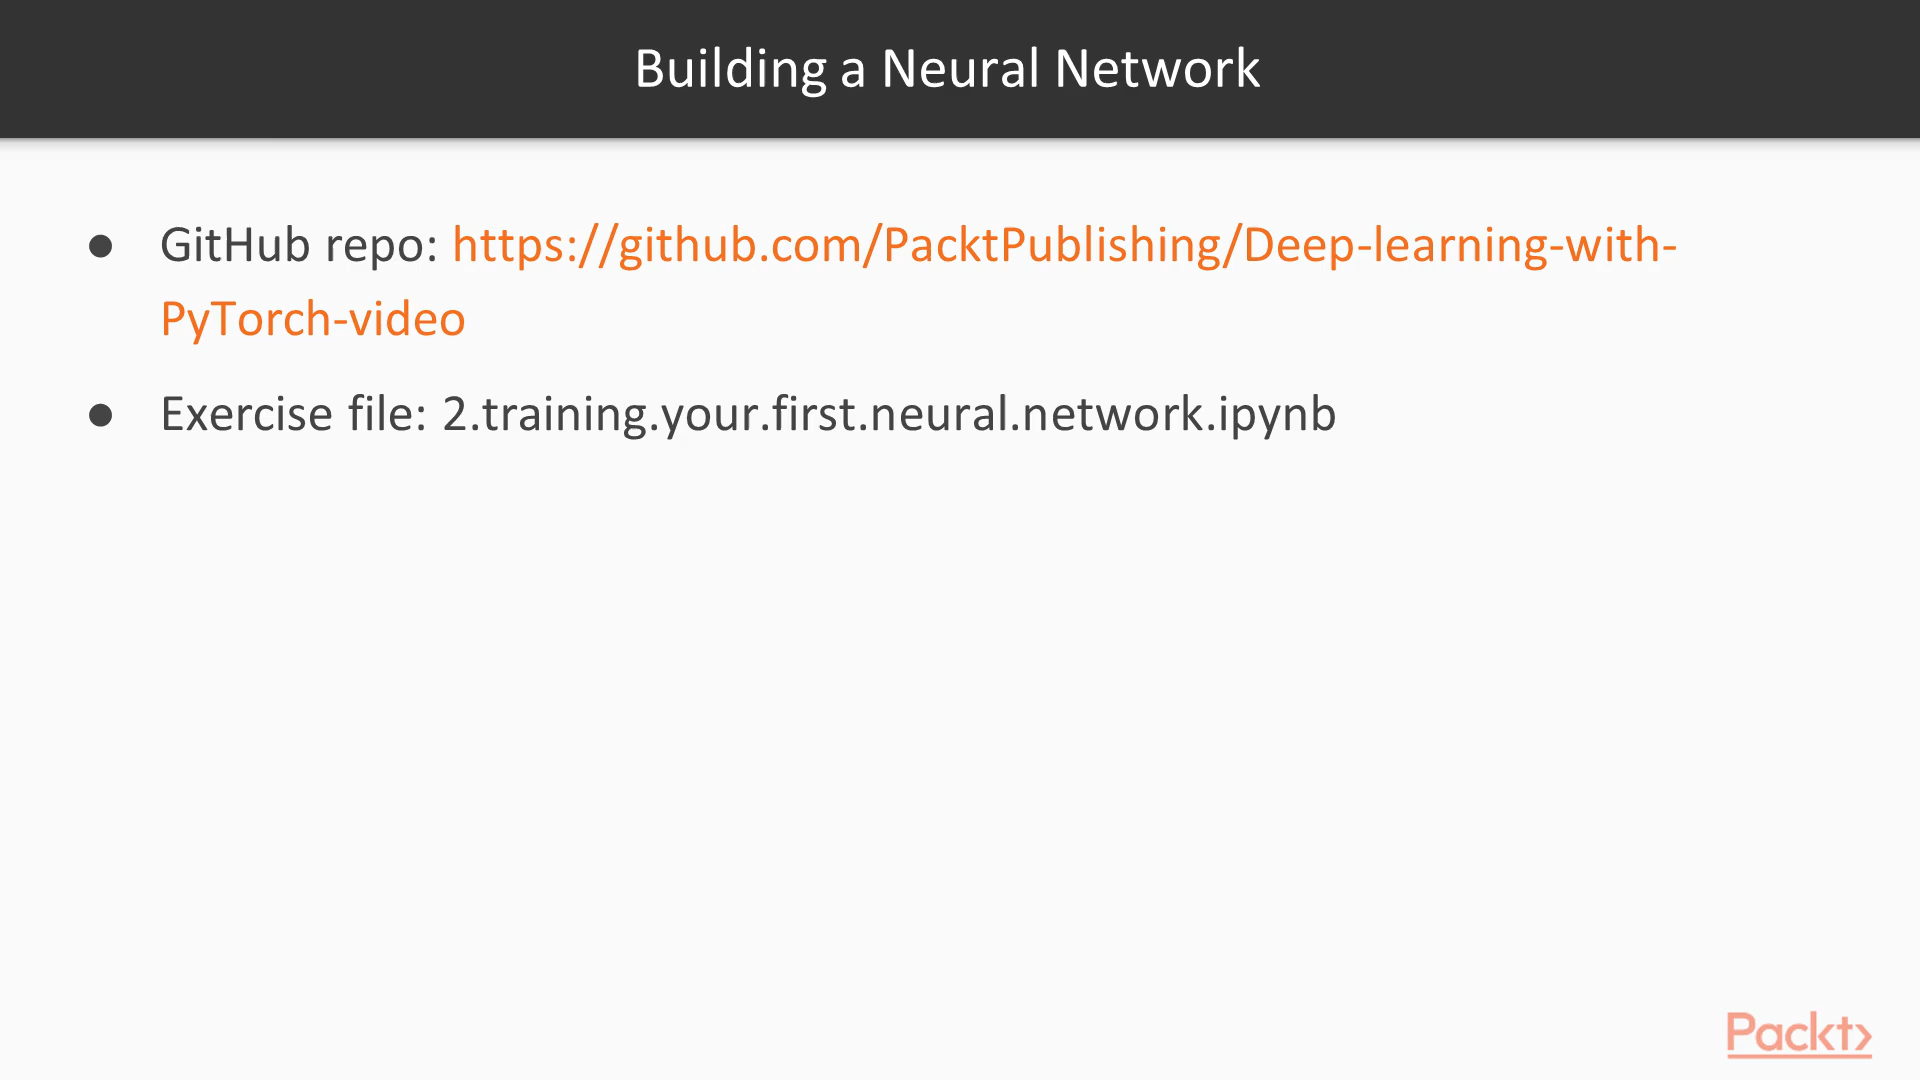 Building a Neural Network
● GitHub repo: https://github.com/PacktPublishing/Deep-learning-with-
PyTorch-video
● Exercise file: 2.training.your.first.neural.network.ipynb
Packt>